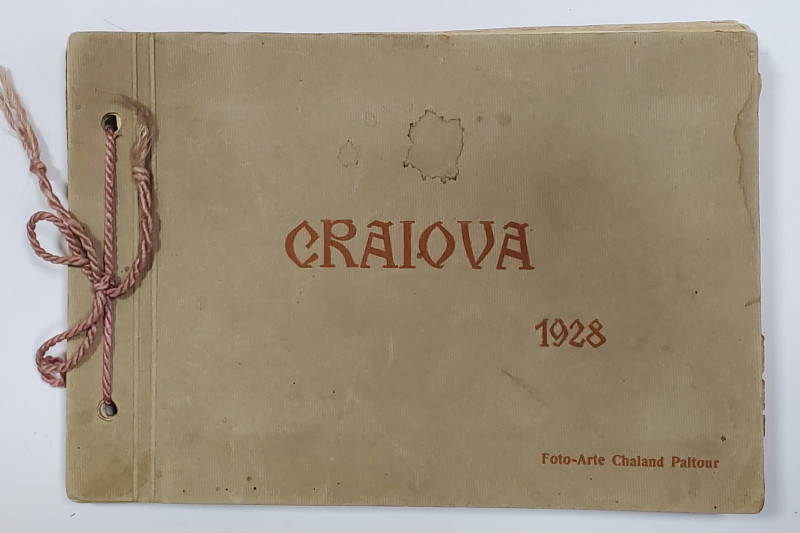 CRAIOVA
1928
Foto-Arte Chaland Paltour